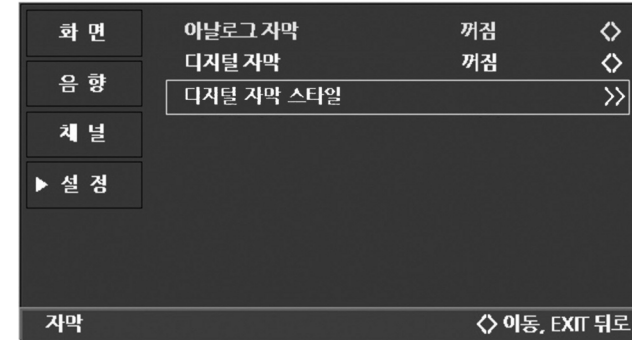 화면
음향
채널
▶ 설정
아날로그 자막 꺼짐 <>
디지털 자막 꺼짐 <>
디지털 자막 스타일 >>
자막 <> 이동, EXIT 뒤로